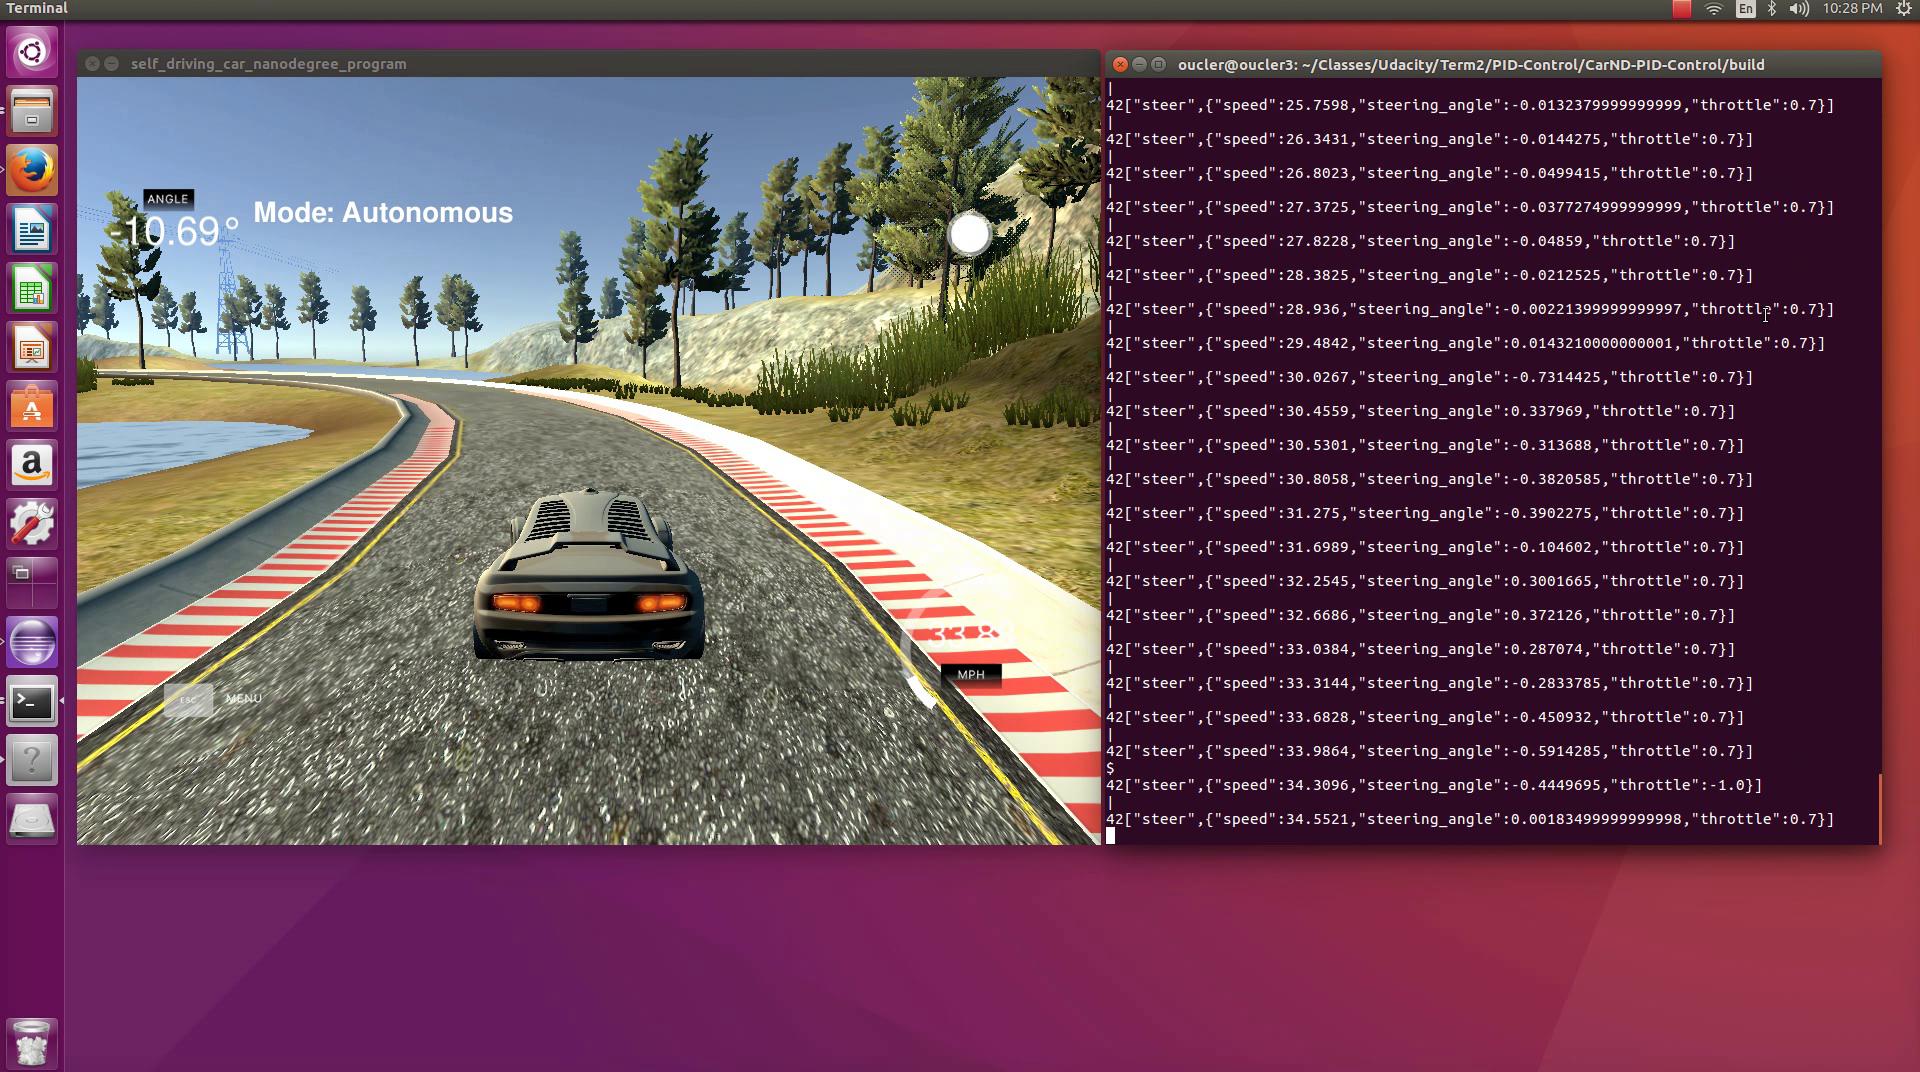 Terminal
En
10:28 PM
self_driving_car_nanodegree_program
ANGLE
-10.69°
Mode: Autonomous
MPH
ESC
MENU
a
oucler@oucler3: ~/Classes/Udacity/Term2/PID-Control/CarND-PID-Control/build
|
42["steer",{"speed":25.7598,"steering_angle":-0.0132379999999999,"throttle":0.7}]
|
42["steer",{"speed":26.3431,"steering_angle":-0.0144275,"throttle":0.7}]
|
42["steer",{"speed":26.8023,"steering_angle":-0.0499415,"throttle":0.7}]
|
42["steer",{"speed":27.3725,"steering_angle":-0.0377274999999999,"throttle":0.7}]
|
42["steer",{"speed":27.8228,"steering_angle":-0.04859,"throttle":0.7}]
|
42["steer",{"speed":28.3825,"steering_angle":-0.0212525,"throttle":0.7}]
|
42["steer",{"speed":28.936,"steering_angle":-0.00221399999999997,"throttle":0.7}]
|
42["steer",{"speed":29.4842,"steering_angle":0.0143210000000001,"throttle":0.7}]
|
42["steer",{"speed":30.0267,"steering_angle":-0.7314425,"throttle":0.7}]
|
42["steer",{"speed":30.4559,"steering_angle":0.337969,"throttle":0.7}]
|
42["steer",{"speed":30.5301,"steering_angle":-0.313688,"throttle":0.7}]
|
42["steer",{"speed":30.8058,"steering_angle":-0.3820585,"throttle":0.7}]
|
42["steer",{"speed":31.275,"steering_angle":-0.3902275,"throttle":0.7}]
|
42["steer",{"speed":31.6989,"steering_angle":-0.104602,"throttle":0.7}]
|
42["steer",{"speed":32.2545,"steering_angle":0.3001665,"throttle":0.7}]
|
42["steer",{"speed":32.6686,"steering_angle":0.372126,"throttle":0.7}]
|
42["steer",{"speed":33.0384,"steering_angle":0.287074,"throttle":0.7}]
|
42["steer",{"speed":33.3144,"steering_angle":-0.2833785,"throttle":0.7}]
|
42["steer",{"speed":33.6828,"steering_angle":-0.450932,"throttle":0.7}]
|
42["steer",{"speed":33.9864,"steering_angle":-0.5914285,"throttle":0.7}]
$
42["steer",{"speed":34.3096,"steering_angle":-0.4449695,"throttle":-1.0}]
|
42["steer",{"speed":34.5521,"steering_angle":0.00183499999999998,"throttle":0.7}]